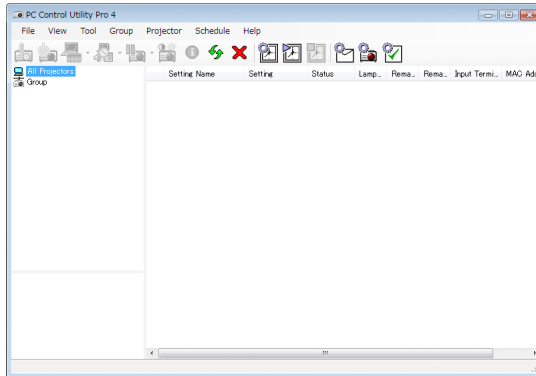 PC Control Utility Pro 4
File View Tool Group Projector Schedule Help
All Projectors
Group
Setting Name Setting Status Lamp... Rema... Rema... Input Termi... MAC Add